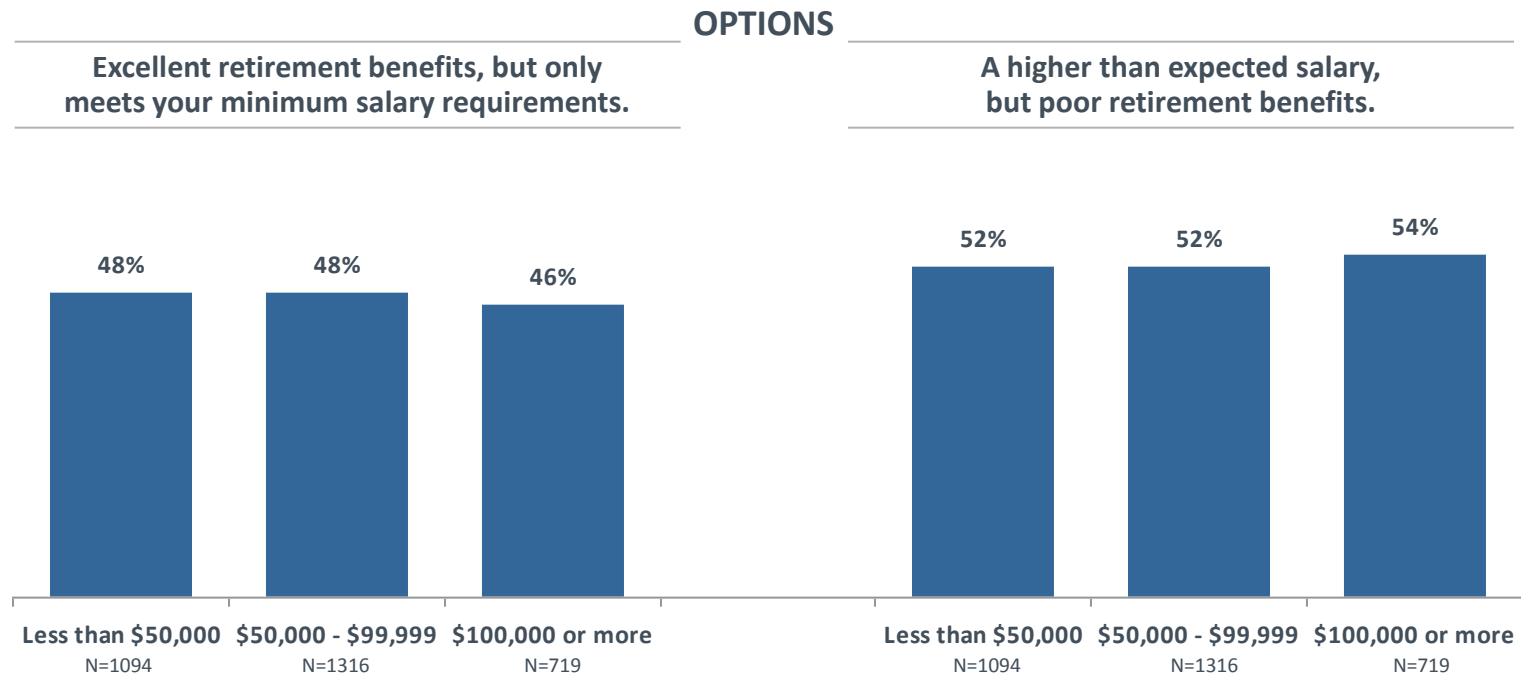 OPTIONS
Excellent retirement benefits, but only
meets your minimum salary requirements.
A higher than expected salary,
but poor retirement benefits.
48%
48%
46%
52%
52%
54%
Less than $50,000
N=1094
$50,000 - $99,999
N=1316
$100,000 or more
N=719
Less than $50,000
N=1094
$50,000 - $99,999
N=1316
$100,000 or more
N=719